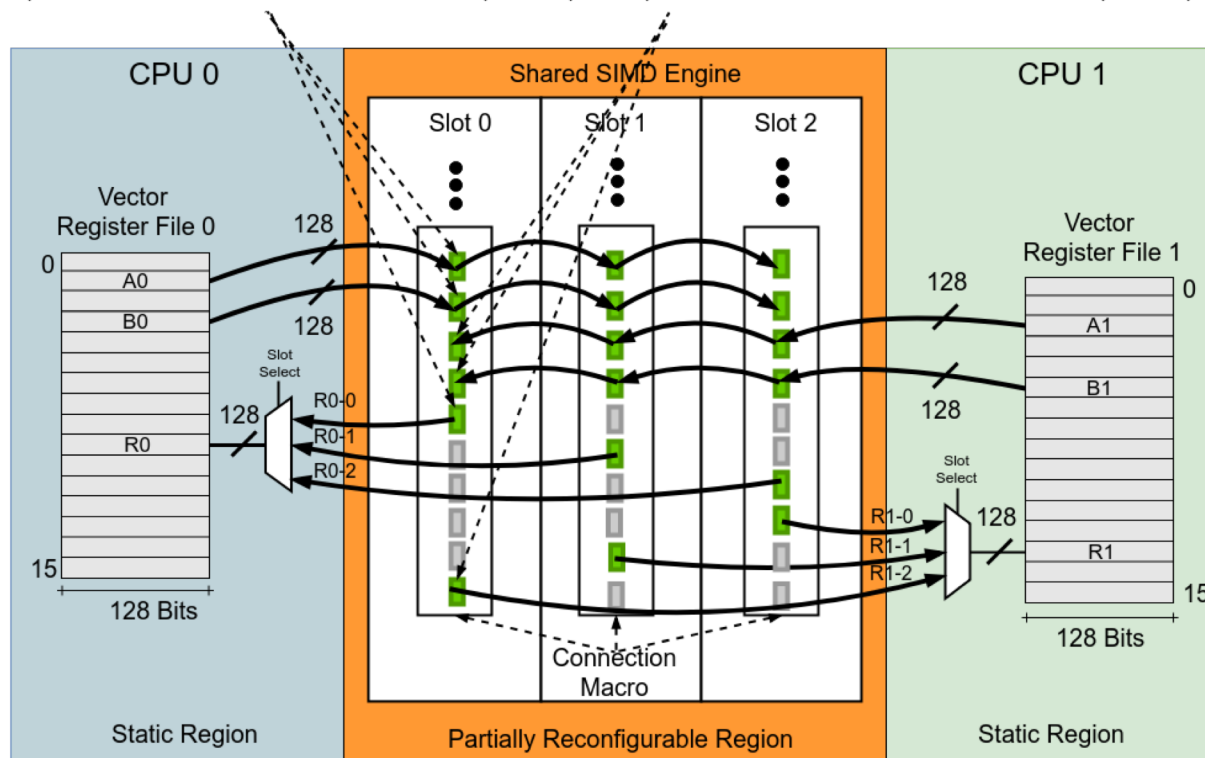 CPU 0
Shared SIMD Engine
CPU 1
Slot 0
Slot 1
Slot 2
Vector
Register File 0
0
A0
B0
128
128
Slot
Select
128
R0
R0-0
R0-1
R0-2
15
128 Bits
Vector
Register File 1
0
128
A1
128
B1
Slot
Select
128
R1-0
R1-1
R1-2
R1
15
128 Bits
Connection
Macro
Static Region
Partially Reconfigurable Region
Static Region